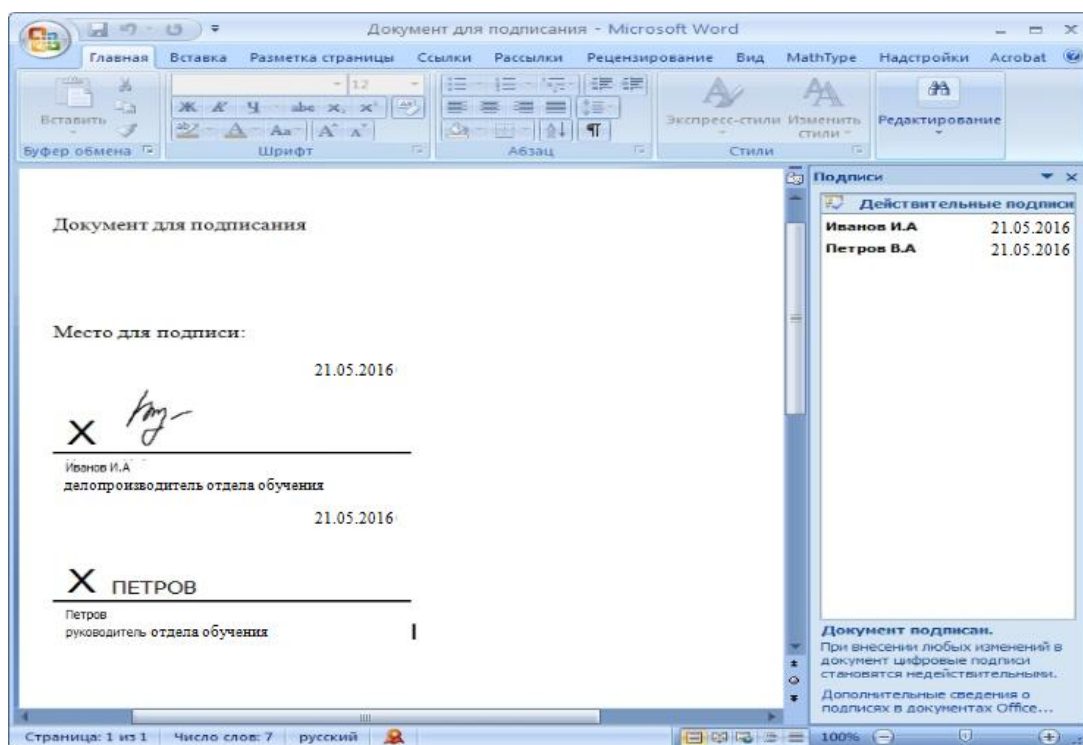 Документ для подписания - Microsoft Word
Главная Вставка Разметка страницы Ссылки Рассылки Рецензирование Вид MathType Надстройки Acrobat
12
Ж К Ч abc x, x²
Вставить
Aa A A
Экспресс-стили Изменить стили Редактирование
Буфер обмена Шрифт Абзац Стили
Подписи
Действительные подписи
Иванов И.А 21.05.2016
Петров В.А 21.05.2016
Документ для подписания
Место для подписи:
21.05.2016
X
Иванов И.А
делопроизводитель отдела обучения
21.05.2016
X ПЕТРОВ
Петров
руководитель отдела обучения
Документ подписан.
При внесении любых изменений в
документ цифровые подписи
становятся недействительными.
Дополнительные сведения о
подписях в документах Office...
Страница: 1 из 1 Число слов: 7 русский 100%